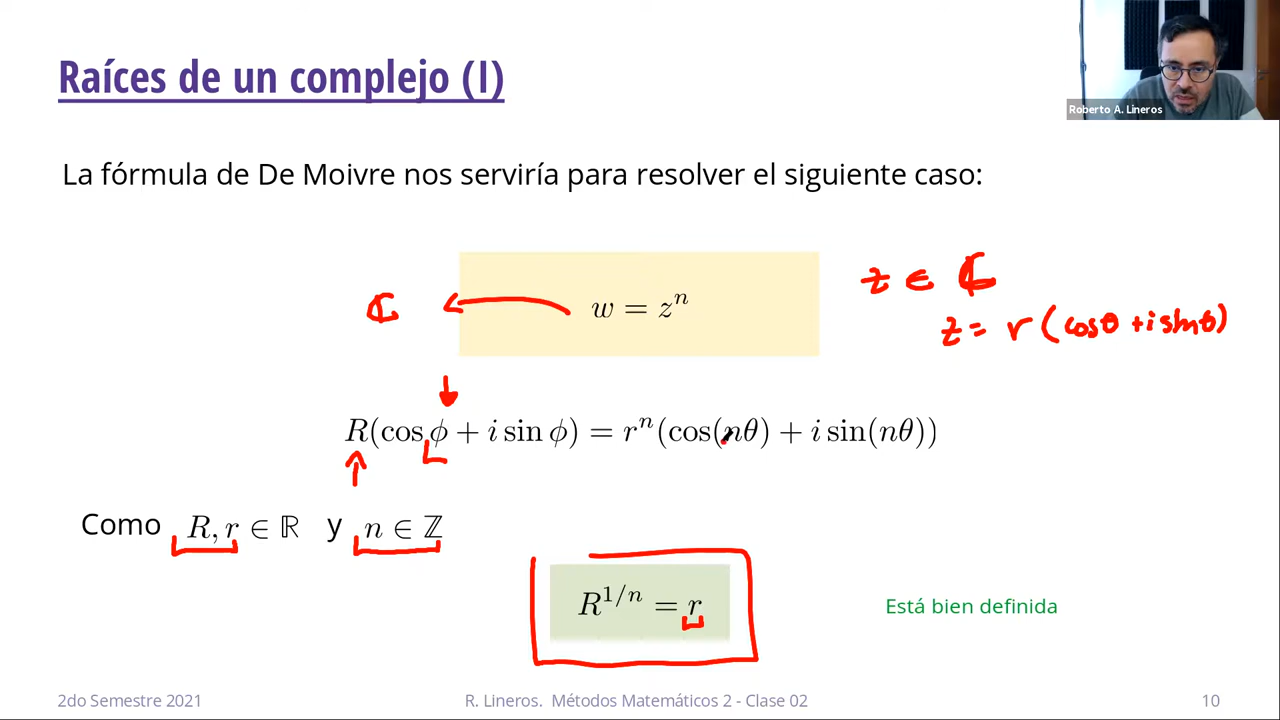 Raíces de un complejo (I)
Roberto A. Lineros
La fórmula de De Moivre nos serviría para resolver el siguiente caso:
z ∈ ℂ
ℂ
w = zⁿ
z = r (cosθ + i sinθ)
R(cos ϕ + i sin ϕ) = rⁿ(cos(nθ) + i sin(nθ))
Como R, r ∈ ℝ y n ∈ ℤ
R^{1/n} = r
Está bien definida
2do Semestre 2021
R. Lineros. Métodos Matemáticos 2 - Clase 02
10